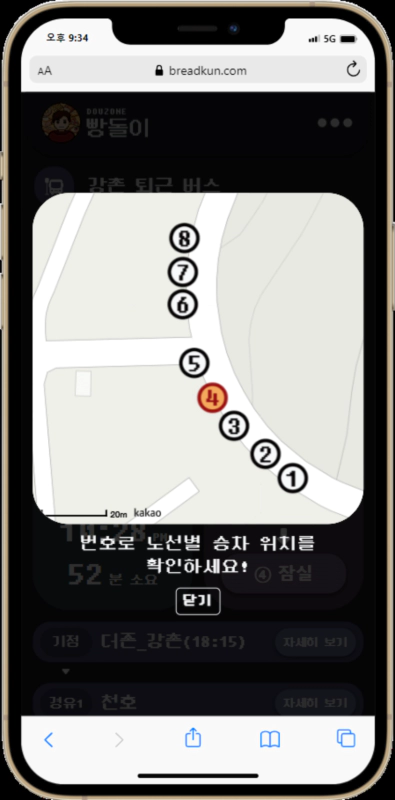 오후 9:34
5G
AA
breadkun.com
DOUZONE
빵돌이
강촌 퇴근 버스
8
7
6
5
4
3
2
1
20m kakao
번호로 노선별 승차 위치를
확인하세요!
닫기
52 분 소요
④ 잠실
기점 더존_강촌(18:15) 자세히 보기
경유1 천호 자세히 보기